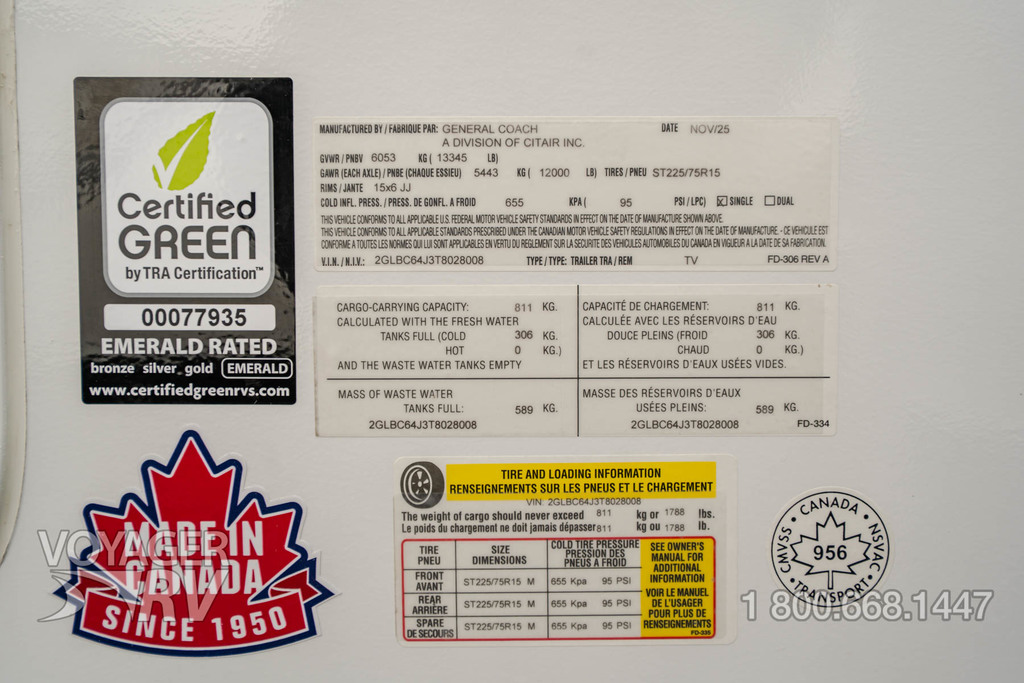 Certified
GREEN
by TRA Certification™
00077935
EMERALD RATED
bronze silver gold EMERALD
www.certifiedgreenrvs.com
MANUFACTURED BY / FABRIQUE PAR: GENERAL COACH DATE NOV/25
A DIVISION OF CITAIR INC.
GVWR / PNBV 6053 KG ( 13345 LB)
GAWR (EACH AXLE) / PNBE (CHAQUE ESSIEU) 5443 KG ( 12000 LB) TIRES / PNEU ST225/75R15
RIMS / JANTE 15x6 JJ
COLD INFL. PRESS. / PRESS. DE GONFL. A FROID 655 KPA ( 95 PSI / LPC) ☒ SINGLE ☐ DUAL
THIS VEHICLE CONFORMS TO ALL APPLICABLE U.S. FEDERAL MOTOR VEHICLE SAFETY STANDARDS IN EFFECT ON THE DATE OF MANUFACTURE SHOWN ABOVE.
THIS VEHICLE CONFORMS TO ALL APPLICABLE STANDARDS PRESCRIBED UNDER THE CANADIAN MOTOR VEHICLE SAFETY REGULATIONS IN EFFECT ON THE DATE OF MANUFACTURE. - CE VEHICULE EST
CONFORME A TOUTES LES NORMES QUI LUI SONT APPLICABLES EN VERTU DU REGLEMENT SUR LA SECURITE DES VEHICULES AUTOMOBILES DU CANADA EN VIGUEUR A LA DATE DE SA FABRICATION.
V.I.N. / N.I.V.: 2GLBC64J3T8028008 TYPE / TYPE: TRAILER TRA / REM TV FD-306 REV A
CARGO-CARRYING CAPACITY: 811 KG.
CALCULATED WITH THE FRESH WATER
TANKS FULL (COLD 306 KG.
HOT 0 KG.)
AND THE WASTE WATER TANKS EMPTY
MASS OF WASTE WATER
TANKS FULL: 589 KG.
2GLBC64J3T8028008
CAPACITÉ DE CHARGEMENT: 811 KG.
CALCULÉE AVEC LES RÉSERVOIRS D'EAU
DOUCE PLEINS (FROID 306 KG.
CHAUD 0 KG.)
ET LES RÉSERVOIRS D'EAUX USÉES VIDES.
MASSE DES RÉSERVOIRS D'EAUX
USÉES PLEINS: 589 KG.
2GLBC64J3T8028008 FD-334
MADE IN
CANADA
SINCE 1950
VOYAGER
RV
TIRE AND LOADING INFORMATION
RENSEIGNEMENTS SUR LES PNEUS ET LE CHARGEMENT
VIN: 2GLBC64J3T8028008
The weight of cargo should never exceed 811 kg or 1788 lbs.
Le poids du chargement ne doit jamais dépasser 811 kg ou 1788 lb.
TIRE SIZE COLD TIRE PRESSURE
PNEU DIMENSIONS PRESSION DES
PNEUS A FROID
FRONT
AVANT ST225/75R15 M 655 Kpa 95 PSI
REAR
ARRIÈRE ST225/75R15 M 655 Kpa 95 PSI
SPARE
DE SECOURS ST225/75R15 M 655 Kpa 95 PSI
SEE OWNER'S
MANUAL FOR
ADDITIONAL
INFORMATION
VOIR LE MANUEL
DE L'USAGER
POUR PLUS DE
RENSEIGNEMENTS
FD-335
CANADA
CMVSS • NSVAC
956
TRANSPORT
1 800.668.1447